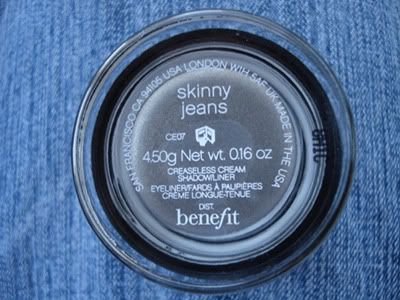 skinny
jeans
CE07
4.50g Net wt. 0.16 oz
CREASELESS CREAM
SHADOW/LINER
EYELINER/FARDS À PAUPIÈRES
CRÈME LONGUE-TENUE
DIST.
benefit
SAN FRANCISCO CA 94105 USA LONDON W1H 5AF UK MADE IN THE USA